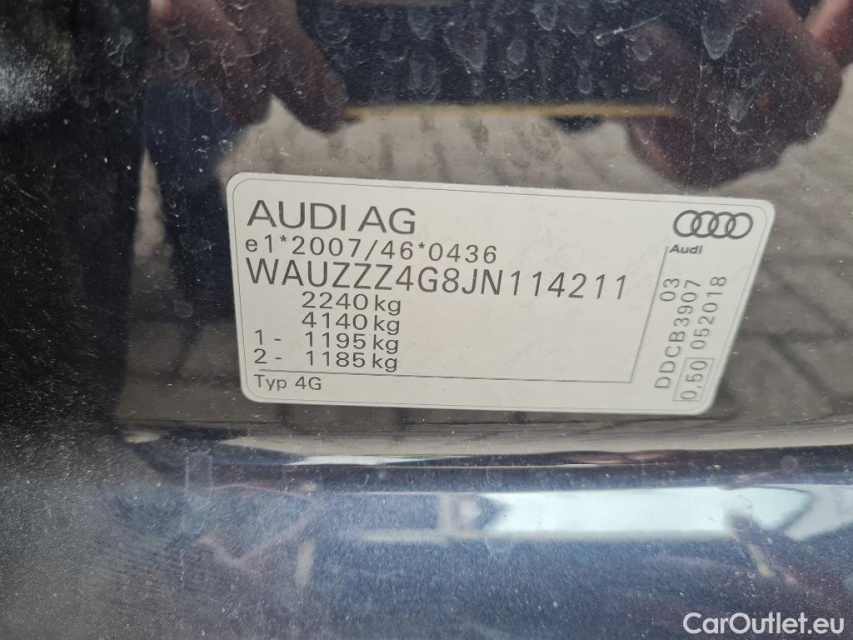 AUDI AG
e1*2007/46*0436
WAUZZZ4G8JN114211
2240 kg
4140 kg
1- 1195 kg
2- 1185 kg
Typ 4G
Audi
03
DDCB3907
0,50 052018
CarOutlet.eu